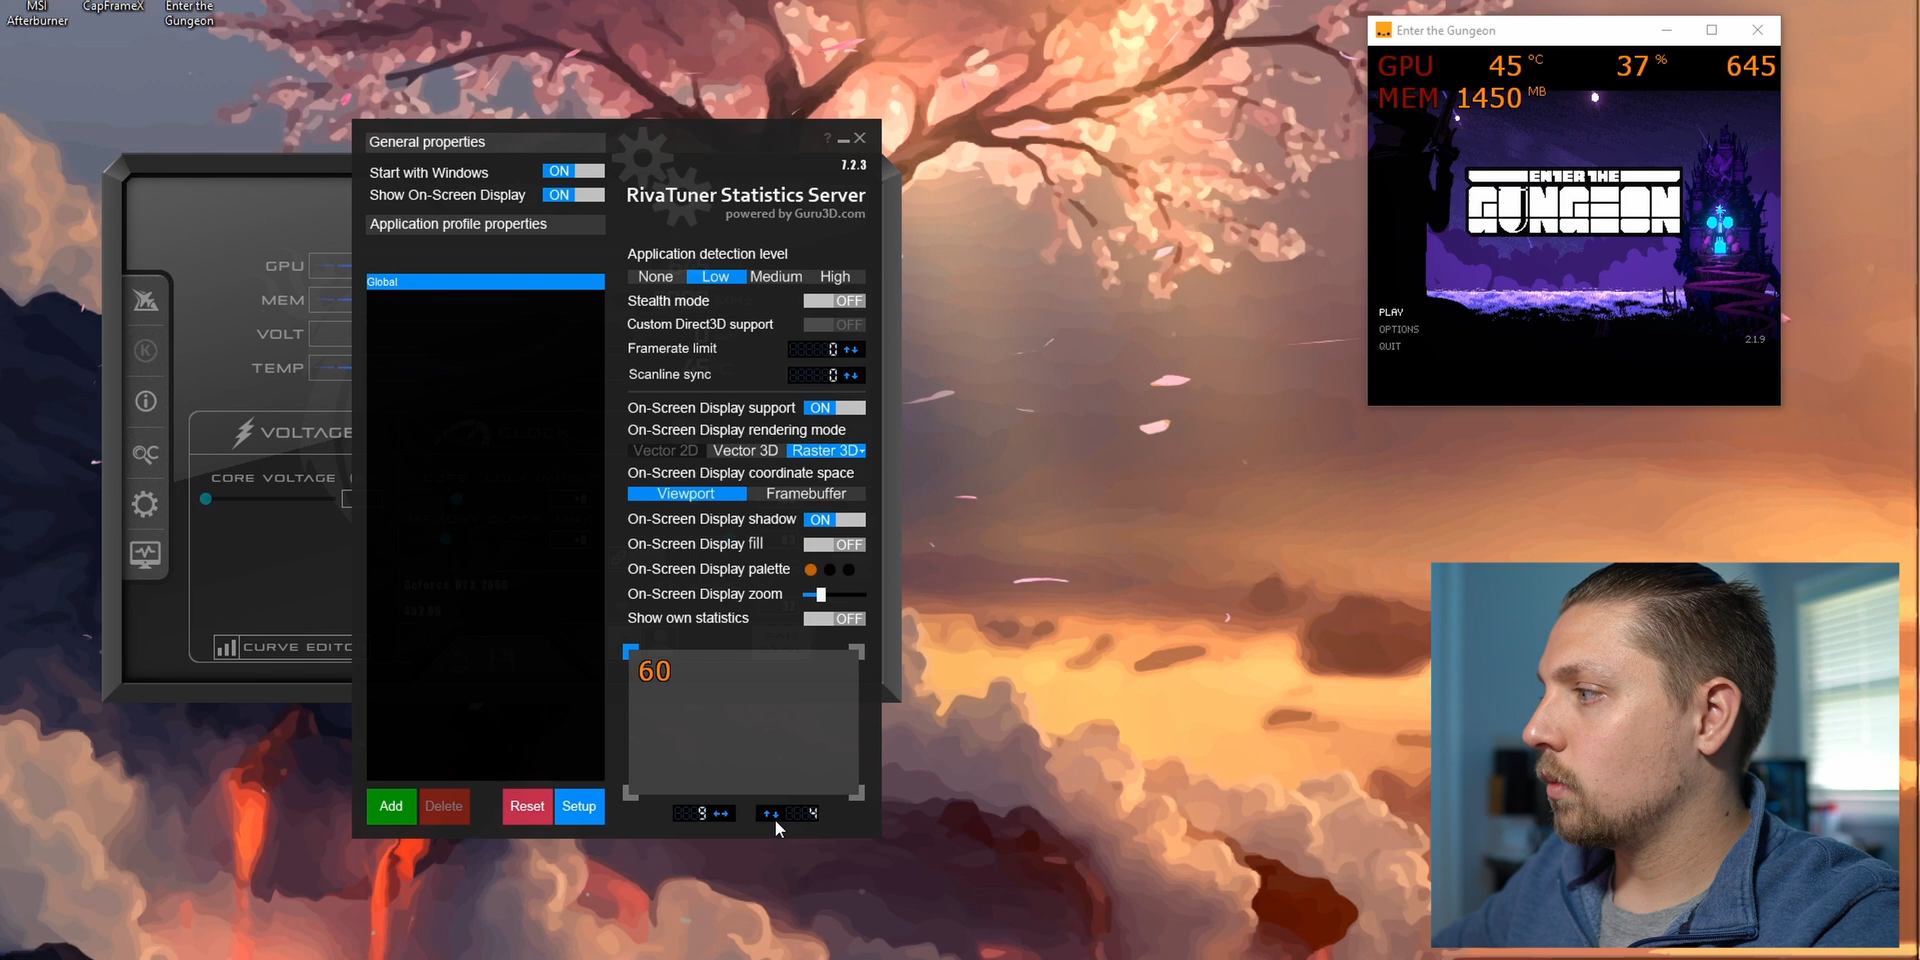 MSI
Afterburner
CapFrameX
Enter the
Gungeon
GPU
MEM
VOLT
TEMP
VOLTAGE
CORE VOLTAGE (
CURVE EDITO
General properties
Start with Windows ON
Show On-Screen Display ON
Application profile properties
Global
Add Delete Reset Setup
? 
7.2.3
RivaTuner Statistics Server
powered by Guru3D.com
Application detection level
None Low Medium High
Stealth mode OFF
Custom Direct3D support OFF
Framerate limit 0
Scanline sync 0
On-Screen Display support ON
On-Screen Display rendering mode
Vector 2D Vector 3D Raster 3D
On-Screen Display coordinate space
Viewport Framebuffer
On-Screen Display shadow ON
On-Screen Display fill OFF
On-Screen Display palette
On-Screen Display zoom
Show own statistics OFF
60
9 4
Enter the Gungeon
GPU 45 °C 37 % 645
MEM 1450 MB
ENTER THE
GUNGEON
PLAY
OPTIONS
QUIT
2.1.9